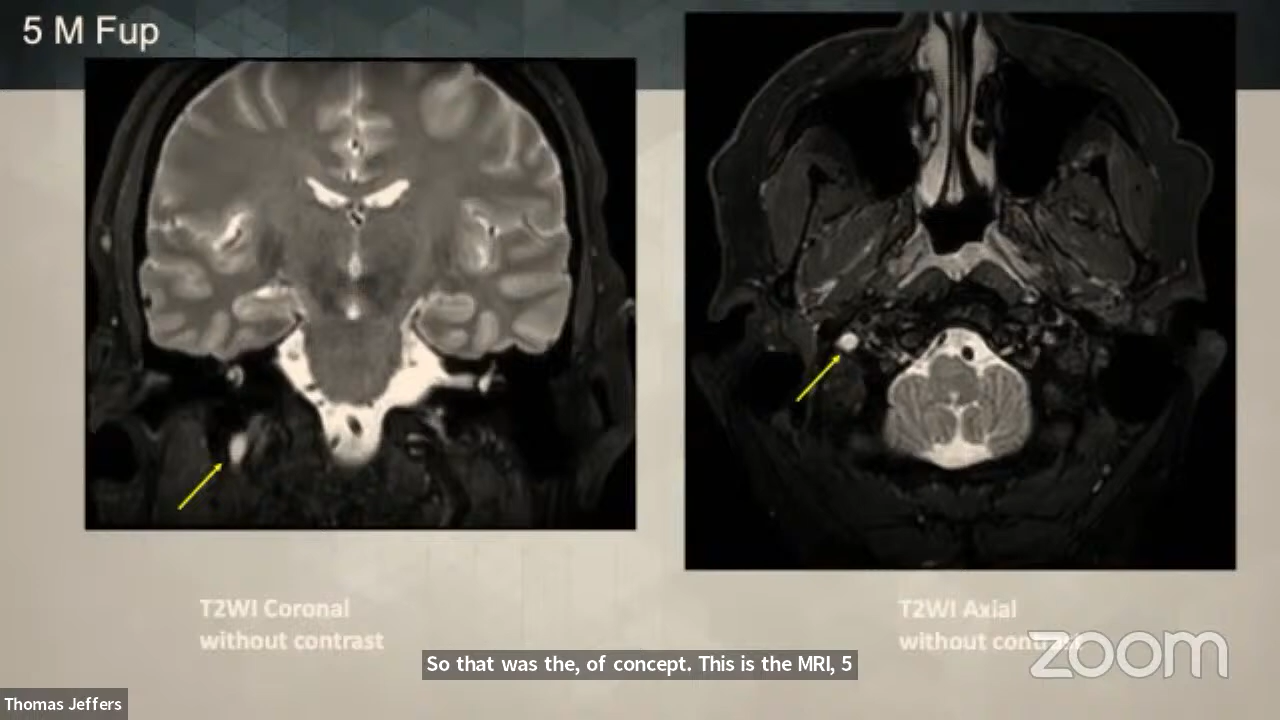 5 M Fup
T2WI Coronal
without contrast
T2WI Axial
without contrast
zoom
So that was the, of concept. This is the MRI, 5
Thomas Jeffers